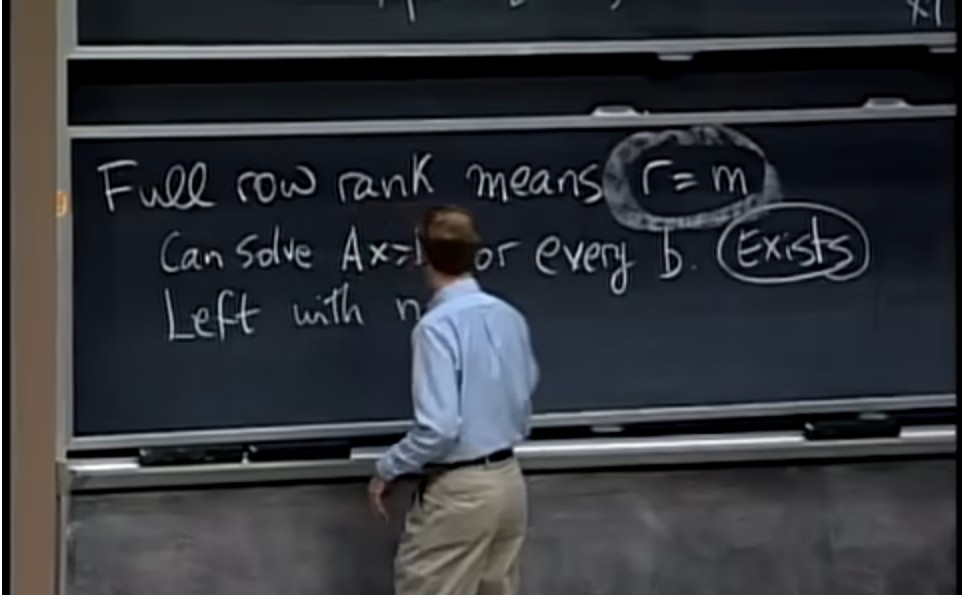 Full row rank means r = m
Can solve Ax= or every b. Exists
Left with n